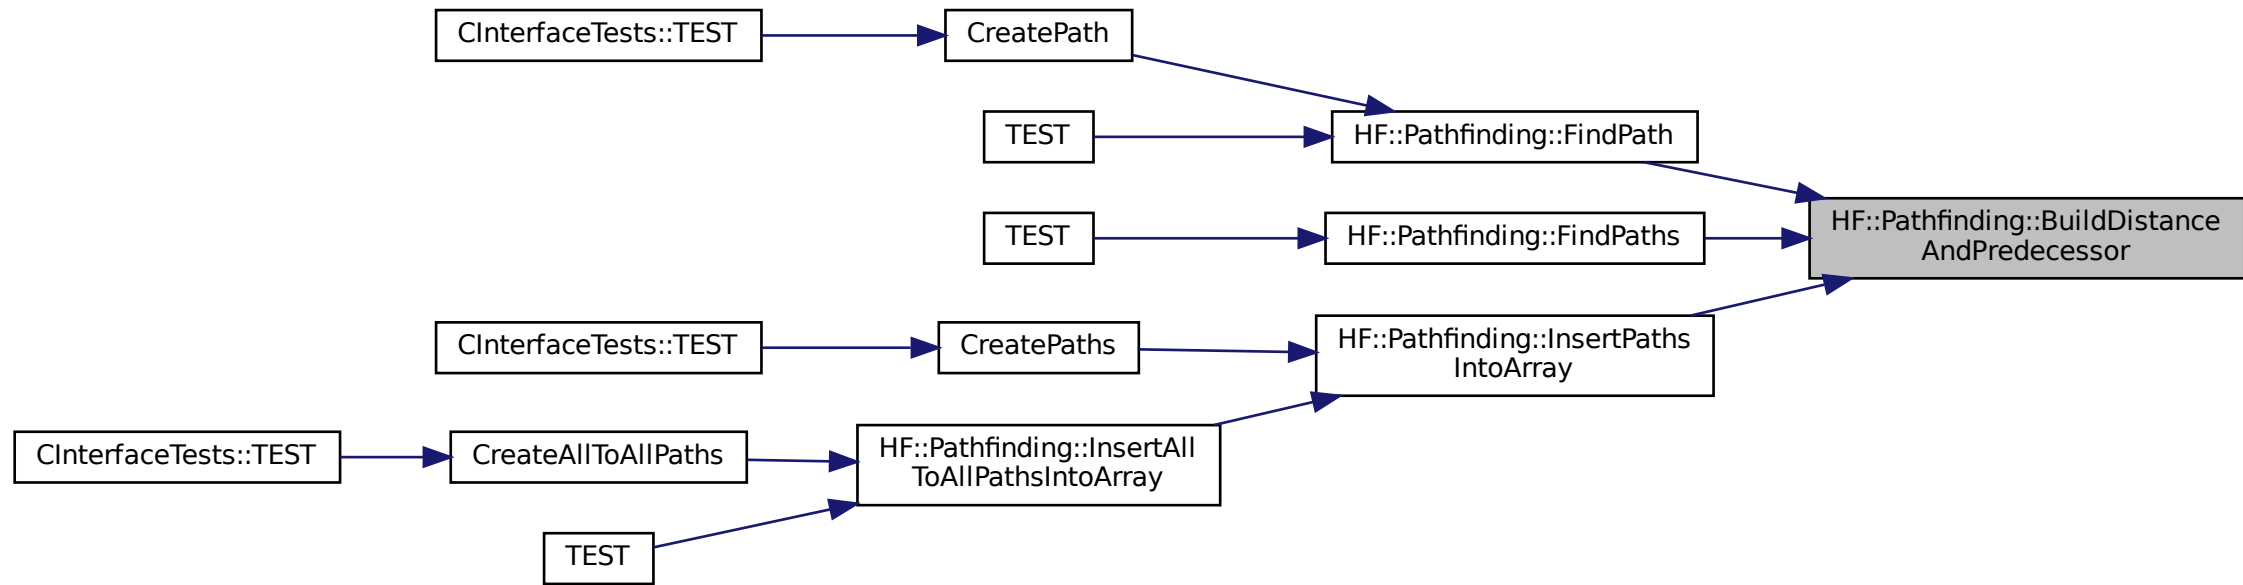 CInterfaceTests::TEST
CreatePath
TEST
HF::Pathfinding::FindPath
TEST
HF::Pathfinding::FindPaths
HF::Pathfinding::BuildDistance
AndPredecessor
CInterfaceTests::TEST
CreatePaths
HF::Pathfinding::InsertPaths
IntoArray
CInterfaceTests::TEST
CreateAllToAllPaths
HF::Pathfinding::InsertAll
ToAllPathsIntoArray
TEST